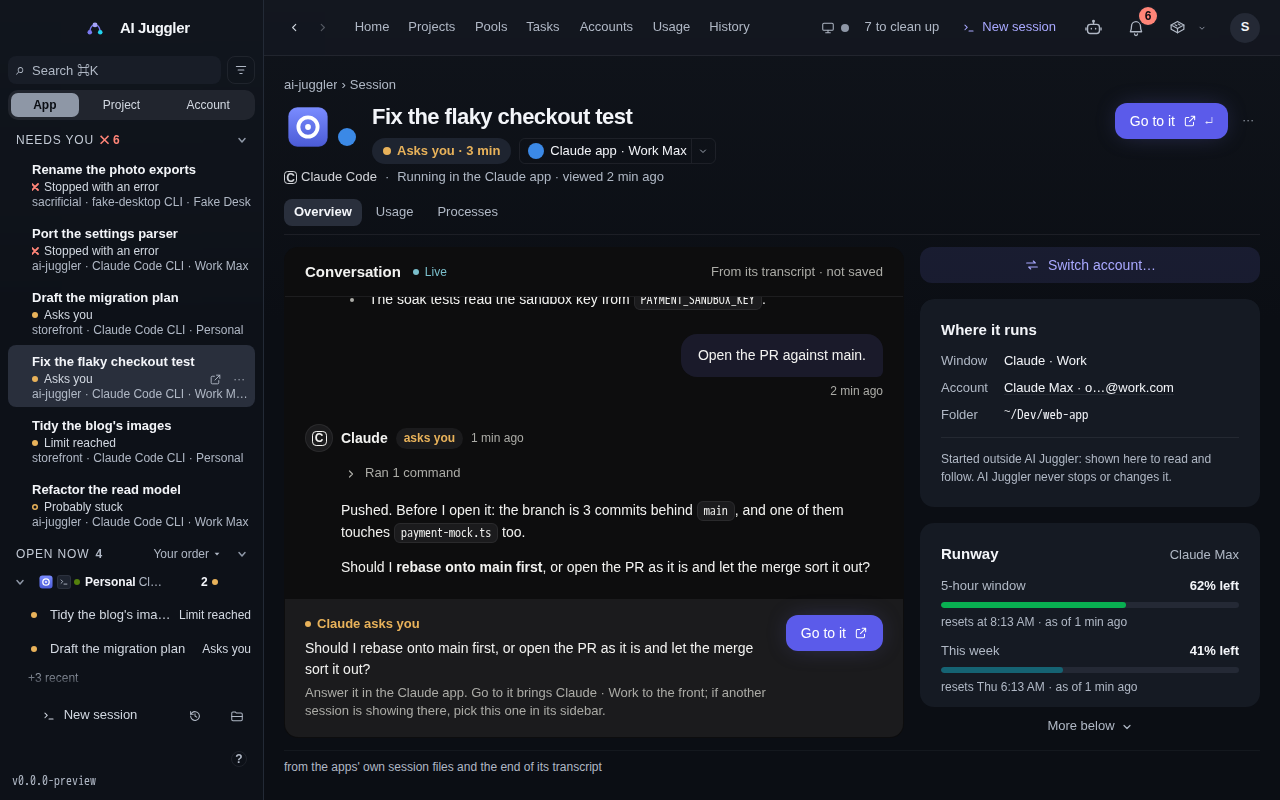 AI Juggler
Search ⌘K
App
Project
Account
NEEDS YOU 6
Rename the photo exports
Stopped with an error
sacrificial · fake-desktop CLI · Fake Desk
Port the settings parser
Stopped with an error
ai-juggler · Claude Code CLI · Work Max
Draft the migration plan
Asks you
storefront · Claude Code CLI · Personal
Fix the flaky checkout test
Asks you
ai-juggler · Claude Code CLI · Work M…
Tidy the blog's images
Limit reached
storefront · Claude Code CLI · Personal
Refactor the read model
Probably stuck
ai-juggler · Claude Code CLI · Work Max
OPEN NOW 4
Your order
Personal Cl… 2
Tidy the blog's ima… Limit reached
Draft the migration plan Asks you
+3 recent
New session
?
v0.0.0-preview
Home
Projects
Pools
Tasks
Accounts
Usage
History
7 to clean up
New session
6
S
ai-juggler › Session
Fix the flaky checkout test
Asks you · 3 min
Claude app · Work Max
Go to it
C Claude Code · Running in the Claude app · viewed 2 min ago
Overview
Usage
Processes
Conversation
Live
From its transcript · not saved
The soak tests read the sandbox key from PAYMENT_SANDBOX_KEY.
Open the PR against main.
2 min ago
C Claude asks you 1 min ago
Ran 1 command
Pushed. Before I open it: the branch is 3 commits behind main, and one of them
touches payment-mock.ts too.
Should I rebase onto main first, or open the PR as it is and let the merge sort it out?
Claude asks you
Should I rebase onto main first, or open the PR as it is and let the merge
sort it out?
Answer it in the Claude app. Go to it brings Claude · Work to the front; if another
session is showing there, pick this one in its sidebar.
Go to it
from the apps' own session files and the end of its transcript
Switch account…
Where it runs
Window Claude · Work
Account Claude Max · o…@work.com
Folder ~/Dev/web-app
Started outside AI Juggler: shown here to read and
follow. AI Juggler never stops or changes it.
Runway
Claude Max
5-hour window 62% left
resets at 8:13 AM · as of 1 min ago
This week 41% left
resets Thu 6:13 AM · as of 1 min ago
More below